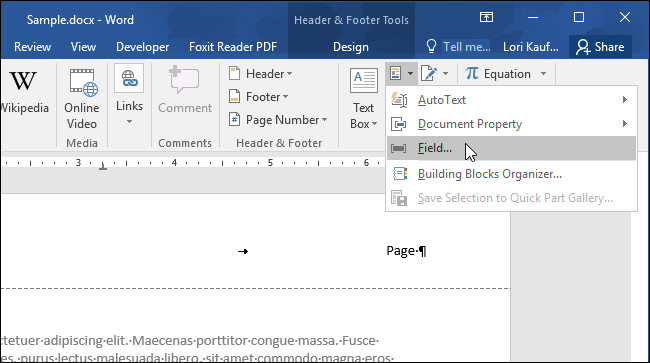 Sample.docx - Word
Header & Footer Tools
Review View Developer Foxit Reader PDF Design Tell me... Lori Kauf... Share
W
Wikipedia
Online Video
Links
Comment
Comments
Header
Footer
Page Number
Header & Footer
Text Box
π Equation
AutoText
Document Property
Field...
Building Blocks Organizer...
Save Selection to Quick Part Gallery...
3 4 5 6
→ Page·¶
ctetuer·adipiscing·elit.·Maecenas·porttitor·congue·massa.·Fusce·
es,·purus·lectus·malesuada·libero,·sit·amet·commodo·magna·eros·